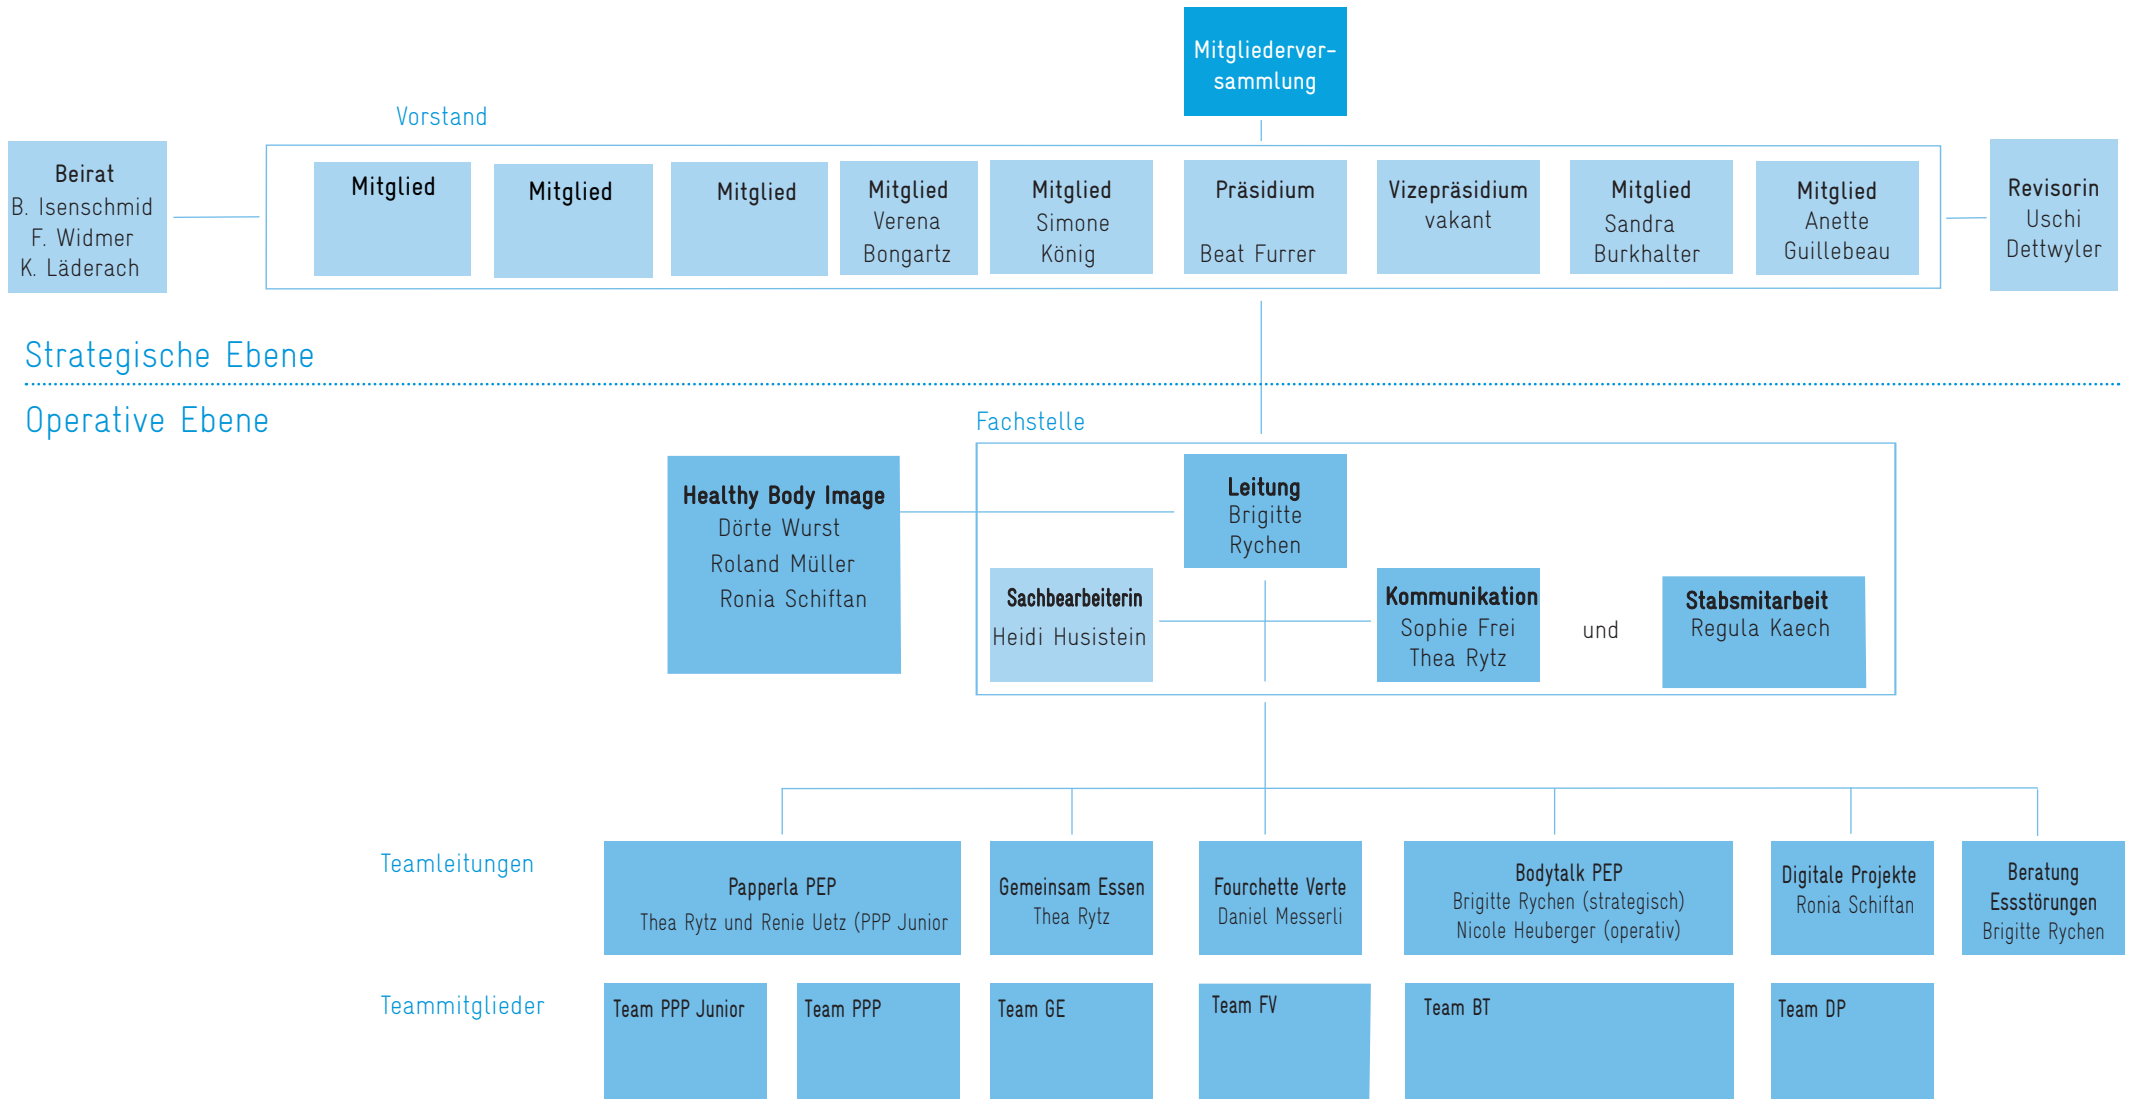 Mitgliederver-
sammlung
Vorstand
Beirat
B. Isenschmid
F. Widmer
K. Läderach
Mitglied
Mitglied
Mitglied
Mitglied
Verena
Bongartz
Mitglied
Simone
König
Präsidium
Beat Furrer
Vizepräsidium
vakant
Mitglied
Sandra
Burkhalter
Mitglied
Anette
Guillebeau
Revisorin
Uschi
Dettwyler
Strategische Ebene
Operative Ebene
Fachstelle
Healthy Body Image
Dörte Wurst
Roland Müller
Ronia Schiftan
Leitung
Brigitte
Rychen
Sachbearbeiterin
Heidi Husistein
Kommunikation
Sophie Frei
Thea Rytz
und
Stabsmitarbeit
Regula Kaech
Teamleitungen
Papperla PEP
Thea Rytz und Renie Uetz (PPP Junior
Gemeinsam Essen
Thea Rytz
Fourchette Verte
Daniel Messerli
Bodytalk PEP
Brigitte Rychen (strategisch)
Nicole Heuberger (operativ)
Digitale Projekte
Ronia Schiftan
Beratung
Essstörungen
Brigitte Rychen
Teammitglieder
Team PPP Junior
Team PPP
Team GE
Team FV
Team BT
Team DP